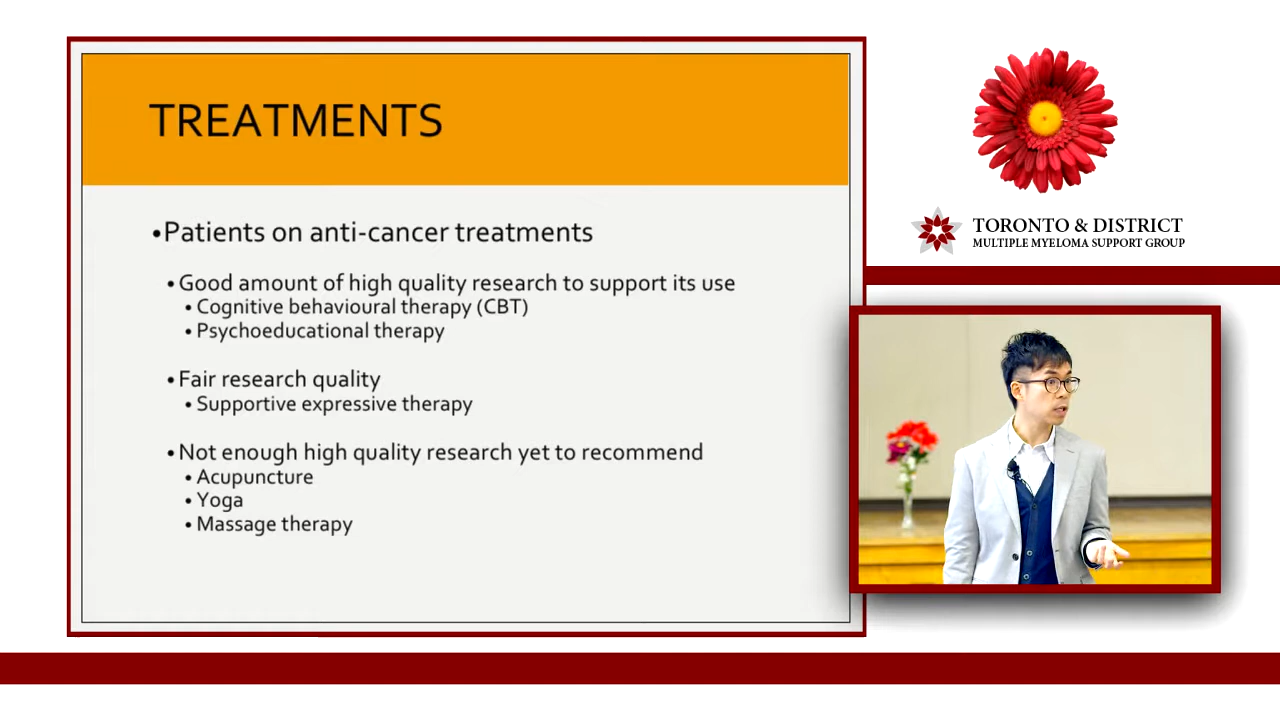 TREATMENTS
•Patients on anti-cancer treatments
• Good amount of high quality research to support its use
• Cognitive behavioural therapy (CBT)
• Psychoeducational therapy
• Fair research quality
• Supportive expressive therapy
• Not enough high quality research yet to recommend
• Acupuncture
• Yoga
• Massage therapy
TORONTO & DISTRICT
MULTIPLE MYELOMA SUPPORT GROUP